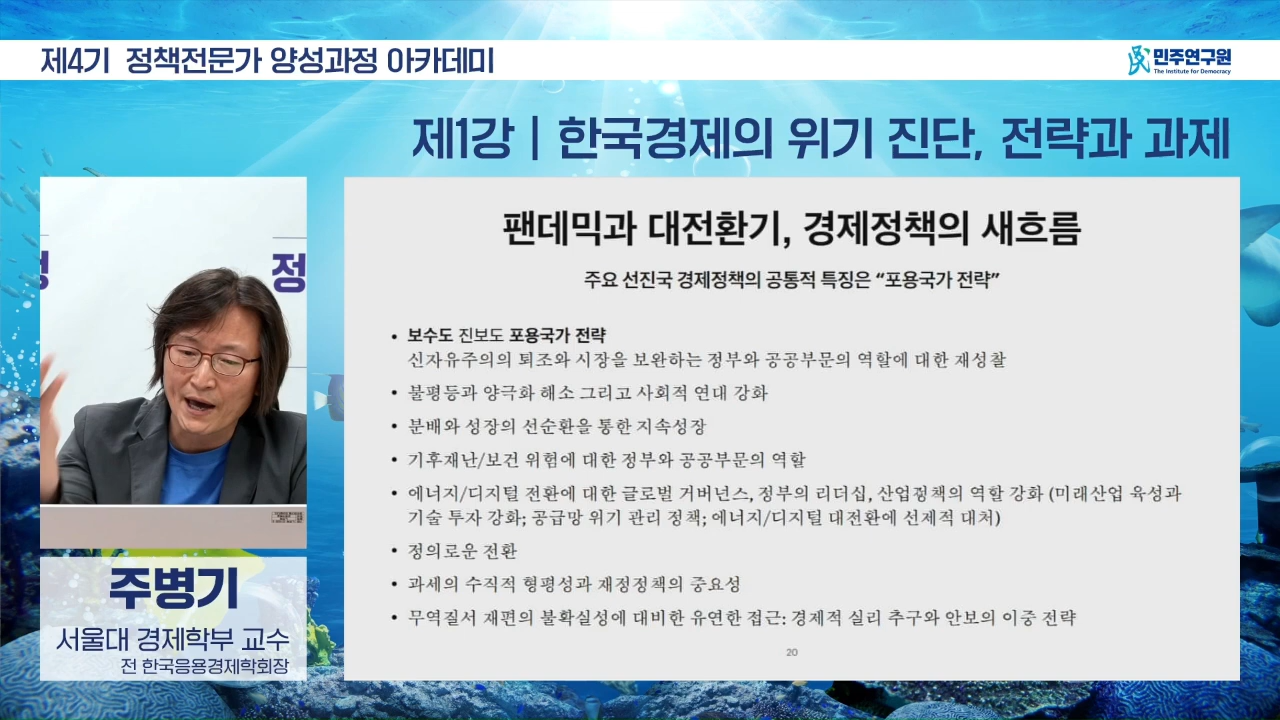 제4기 정책전문가 양성과정 아카데미
민주연구원
The Institute for Democracy
제1강 | 한국경제의 위기 진단, 전략과 과제
정
팬데믹과 대전환기, 경제정책의 새흐름
주요 선진국 경제정책의 공통적 특징은 “포용국가 전략”
• 보수도 진보도 포용국가 전략
신자유주의의 퇴조와 시장을 보완하는 정부와 공공부문의 역할에 대한 재성찰
• 불평등과 양극화 해소 그리고 사회적 연대 강화
• 분배와 성장의 선순환을 통한 지속성장
• 기후재난/보건 위험에 대한 정부와 공공부문의 역할
• 에너지/디지털 전환에 대한 글로벌 거버넌스, 정부의 리더십, 산업정책의 역할 강화 (미래산업 육성과
기술 투자 강화; 공급망 위기 관리 정책; 에너지/디지털 대전환에 선제적 대처)
• 정의로운 전환
• 과세의 수직적 형평성과 재정정책의 중요성
• 무역질서 재편의 불확실성에 대비한 유연한 접근: 경제적 실리 추구와 안보의 이중 전략
20
주병기
서울대 경제학부 교수
전 한국응용경제학회장